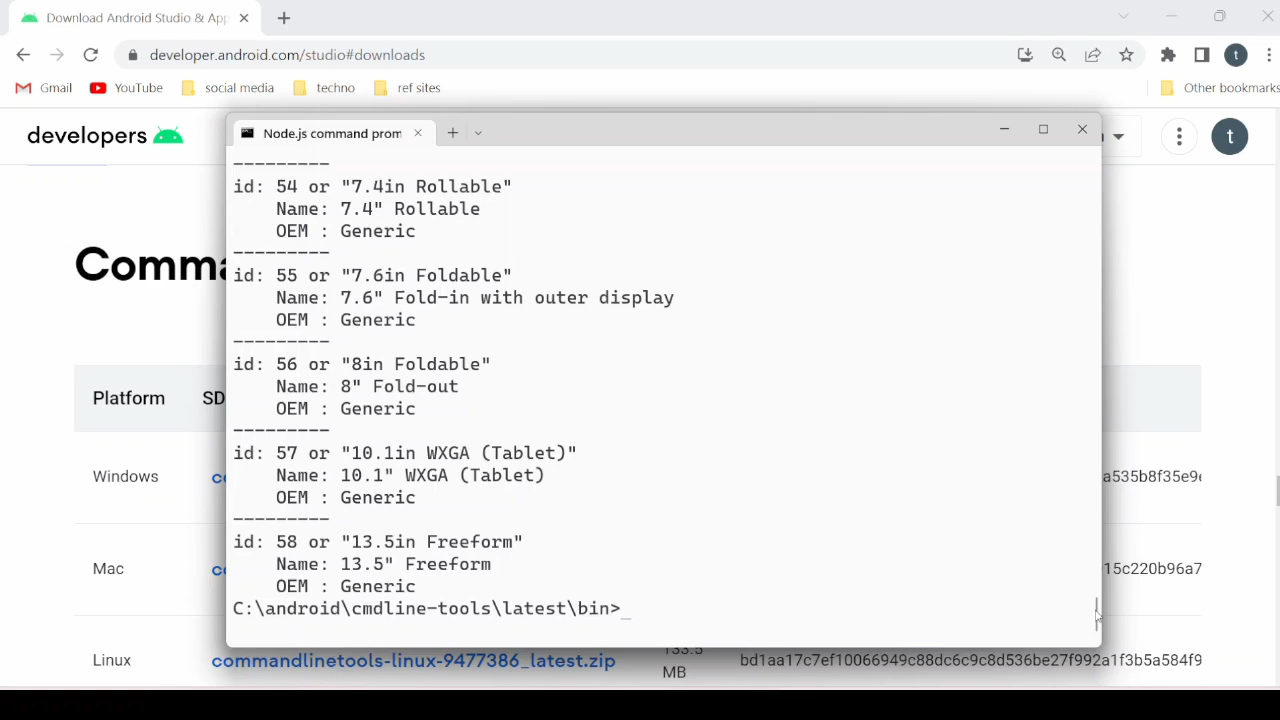 Download Android Studio & App
developer.android.com/studio#downloads
t
Gmail
YouTube
social media
techno
ref sites
Other bookmarks
developers
t
Node.js command prom
---------
id: 54 or "7.4in Rollable"
Name: 7.4" Rollable
OEM : Generic
---------
id: 55 or "7.6in Foldable"
Name: 7.6" Fold-in with outer display
OEM : Generic
---------
id: 56 or "8in Foldable"
Name: 8" Fold-out
OEM : Generic
---------
id: 57 or "10.1in WXGA (Tablet)"
Name: 10.1" WXGA (Tablet)
OEM : Generic
---------
id: 58 or "13.5in Freeform"
Name: 13.5" Freeform
OEM : Generic
C:\android\cmdline-tools\latest\bin>_
Comma
Platform SD
Windows co a535b8f35e9e
Mac co 15c220b96a7
Linux commandlinetools-linux-9477386_latest.zip 133.5 MB bd1aa17c7ef10066949c88dc6c9c8d536be27f992a1f3b5a584f9